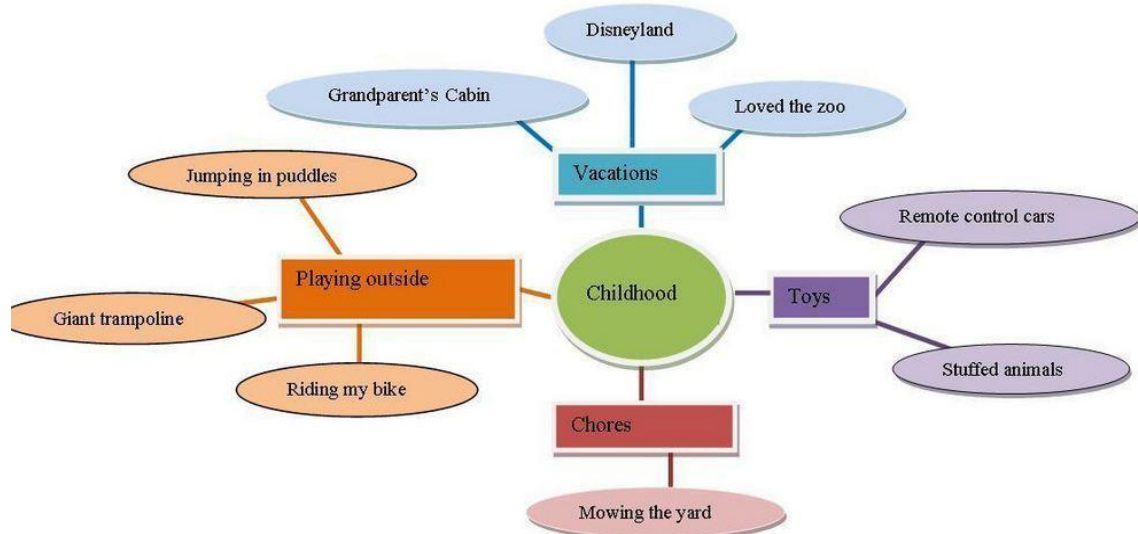 Disneyland
Grandparent's Cabin
Loved the zoo
Vacations
Jumping in puddles
Remote control cars
Playing outside
Childhood
Toys
Giant trampoline
Riding my bike
Stuffed animals
Chores
Mowing the yard